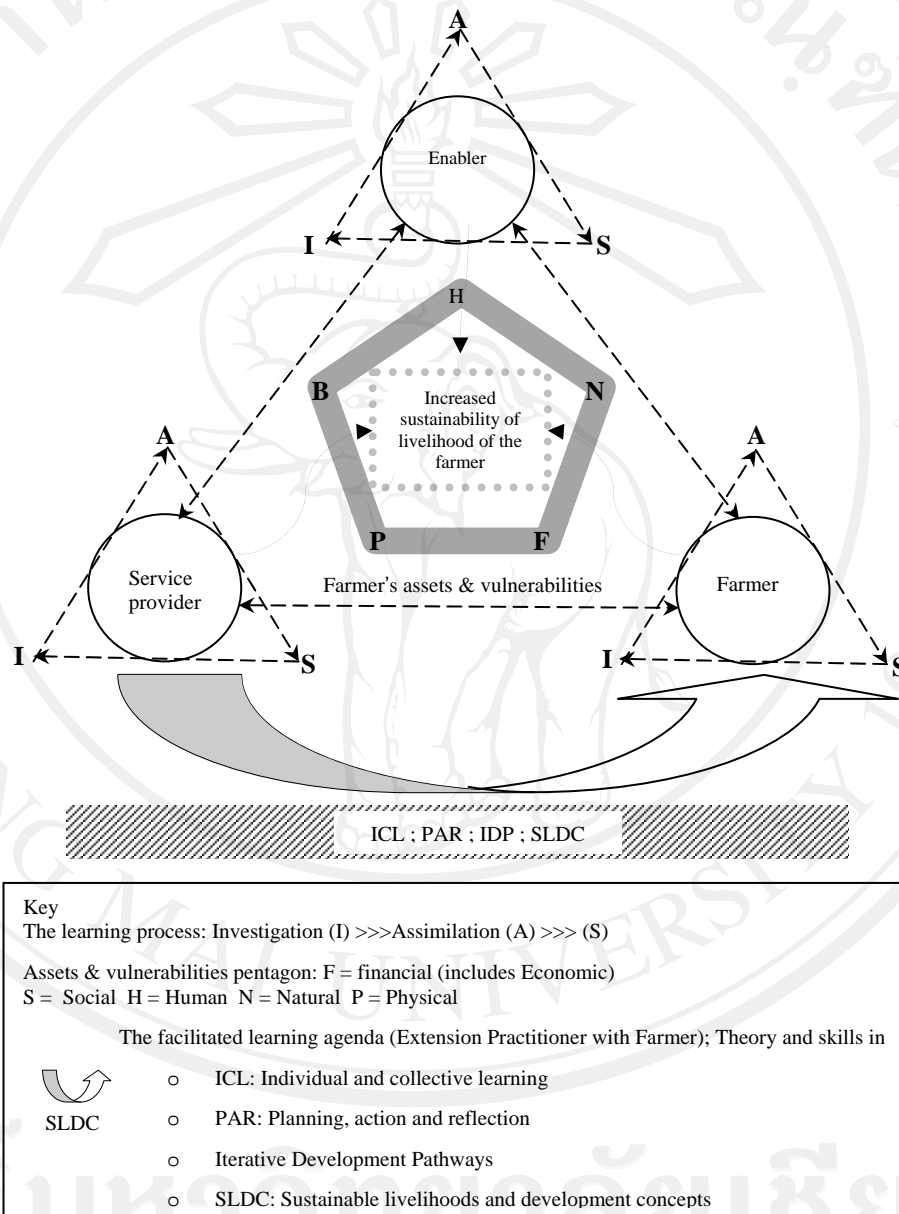 A
Enabler
I
S
H
B
N
Increased
sustainability of
livelihood of the
farmer
P
F
A
Service
provider
I
S
Farmer's assets & vulnerabilities
A
Farmer
I
S
ICL ; PAR ; IDP ; SLDC
Key
The learning process: Investigation (I) >>>Assimilation (A) >>> (S)
Assets & vulnerabilities pentagon: F = financial (includes Economic)
S = Social H = Human N = Natural P = Physical
The facilitated learning agenda (Extension Practitioner with Farmer); Theory and skills in
SLDC
o ICL: Individual and collective learning
o PAR: Planning, action and reflection
o Iterative Development Pathways
o SLDC: Sustainable livelihoods and development concepts
MAI UNIVERSITY